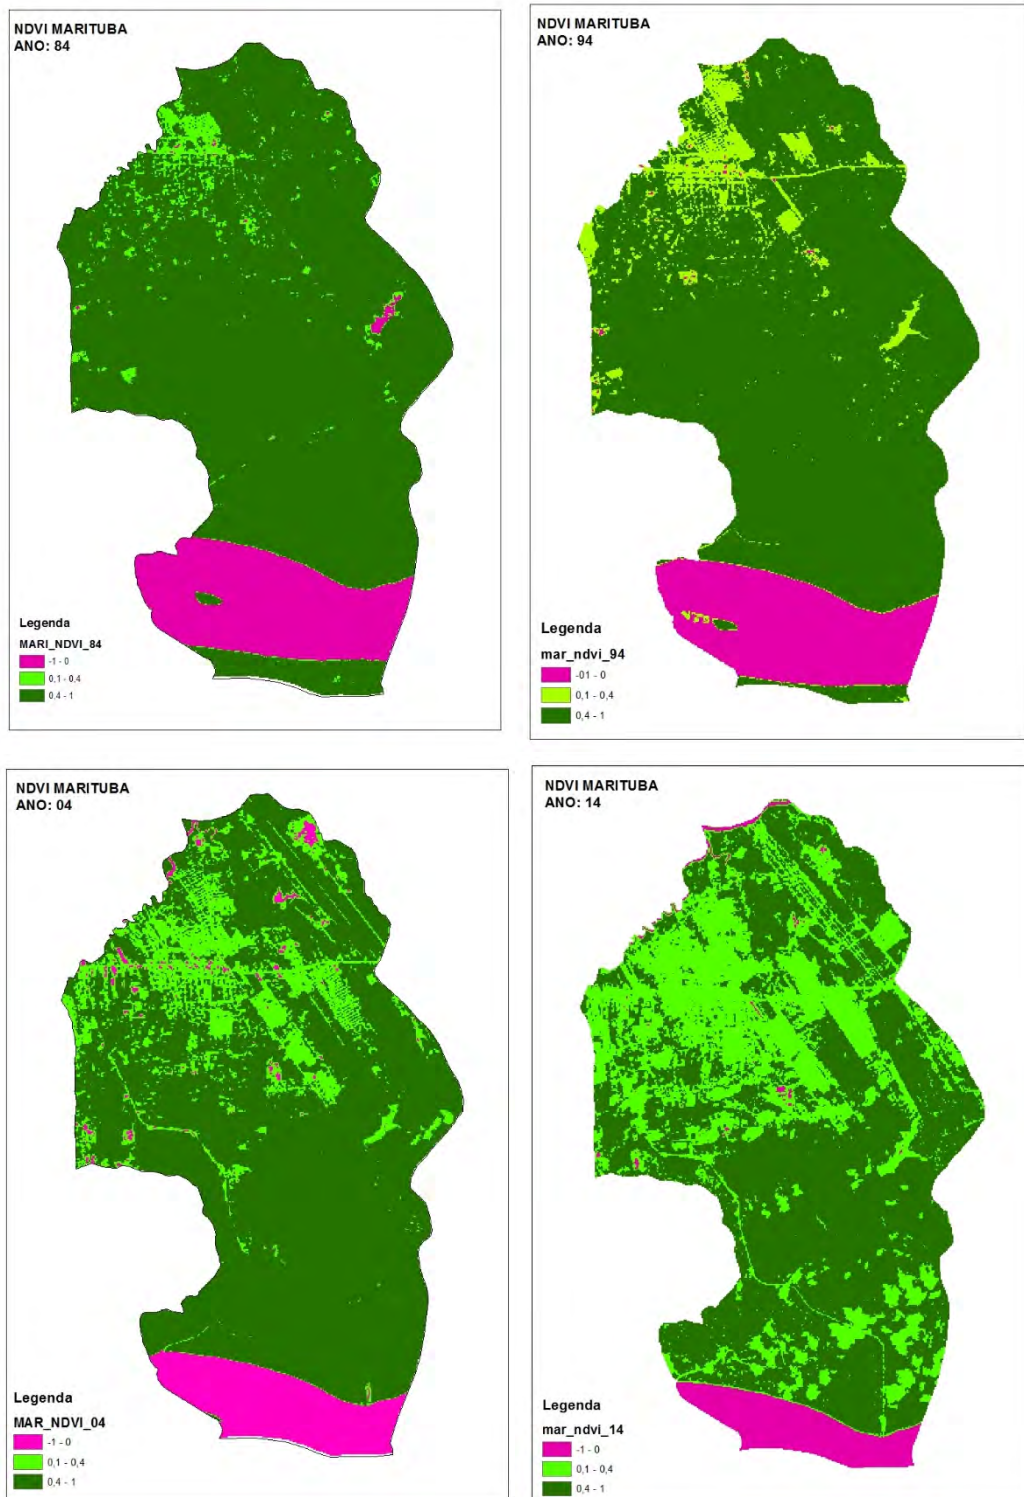 NDVI MARITUBA
ANO: 84
Legenda
MARI_NDVI_84
-1 - 0
0,1 - 0,4
0,4 - 1
NDVI MARITUBA
ANO: 94
Legenda
mar_ndvi_94
-01 - 0
0,1 - 0,4
0,4 - 1
NDVI MARITUBA
ANO: 04
Legenda
MAR_NDVI_04
-1 - 0
0,1 - 0,4
0,4 - 1
NDVI MARITUBA
ANO: 14
Legenda
mar_ndvi_14
-1 - 0
0,1 - 0,4
0,4 - 1